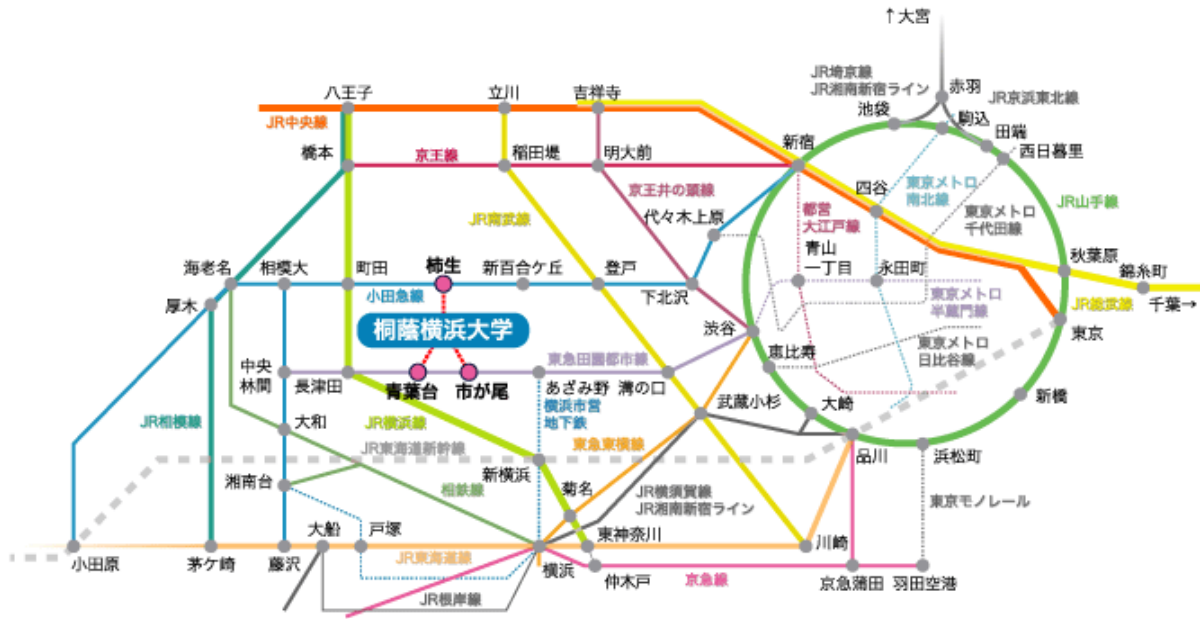 ↑大宮
JR埼京線
JR湘南新宿ライン
赤羽
JR京浜東北線
池袋
駒込
田端
西日暮里
八王子
立川
吉祥寺
JR中央線
新宿
橋本
京王線
稲田堤
明大前
京王井の頭線
四谷
東京メトロ
南北線
JR山手線
代々木上原
都営
大江戸線
東京メトロ
千代田線
JR南武線
青山
一丁目
永田町
秋葉原
錦糸町
海老名
相模大
町田
柿生
新百合ケ丘
登戸
下北沢
小田急線
東京メトロ
半蔵門線
JR総武線
千葉→
厚木
桐蔭横浜大学
渋谷
東京
恵比寿
東京メトロ
日比谷線
中央
林間
長津田
青葉台
市が尾
東急田園都市線
あざみ野
溝の口
横浜市営
地下鉄
武蔵小杉
大崎
新橋
JR相模線
大和
JR横浜線
JR東海道新幹線
東急東横線
品川
浜松町
湘南台
相鉄線
新横浜
菊名
JR横須賀線
JR湘南新宿ライン
東京モノレール
大船
戸塚
東神奈川
川崎
小田原
茅ケ崎
藤沢
JR東海道線
横浜
仲木戸
京急線
京急蒲田
羽田空港
JR根岸線